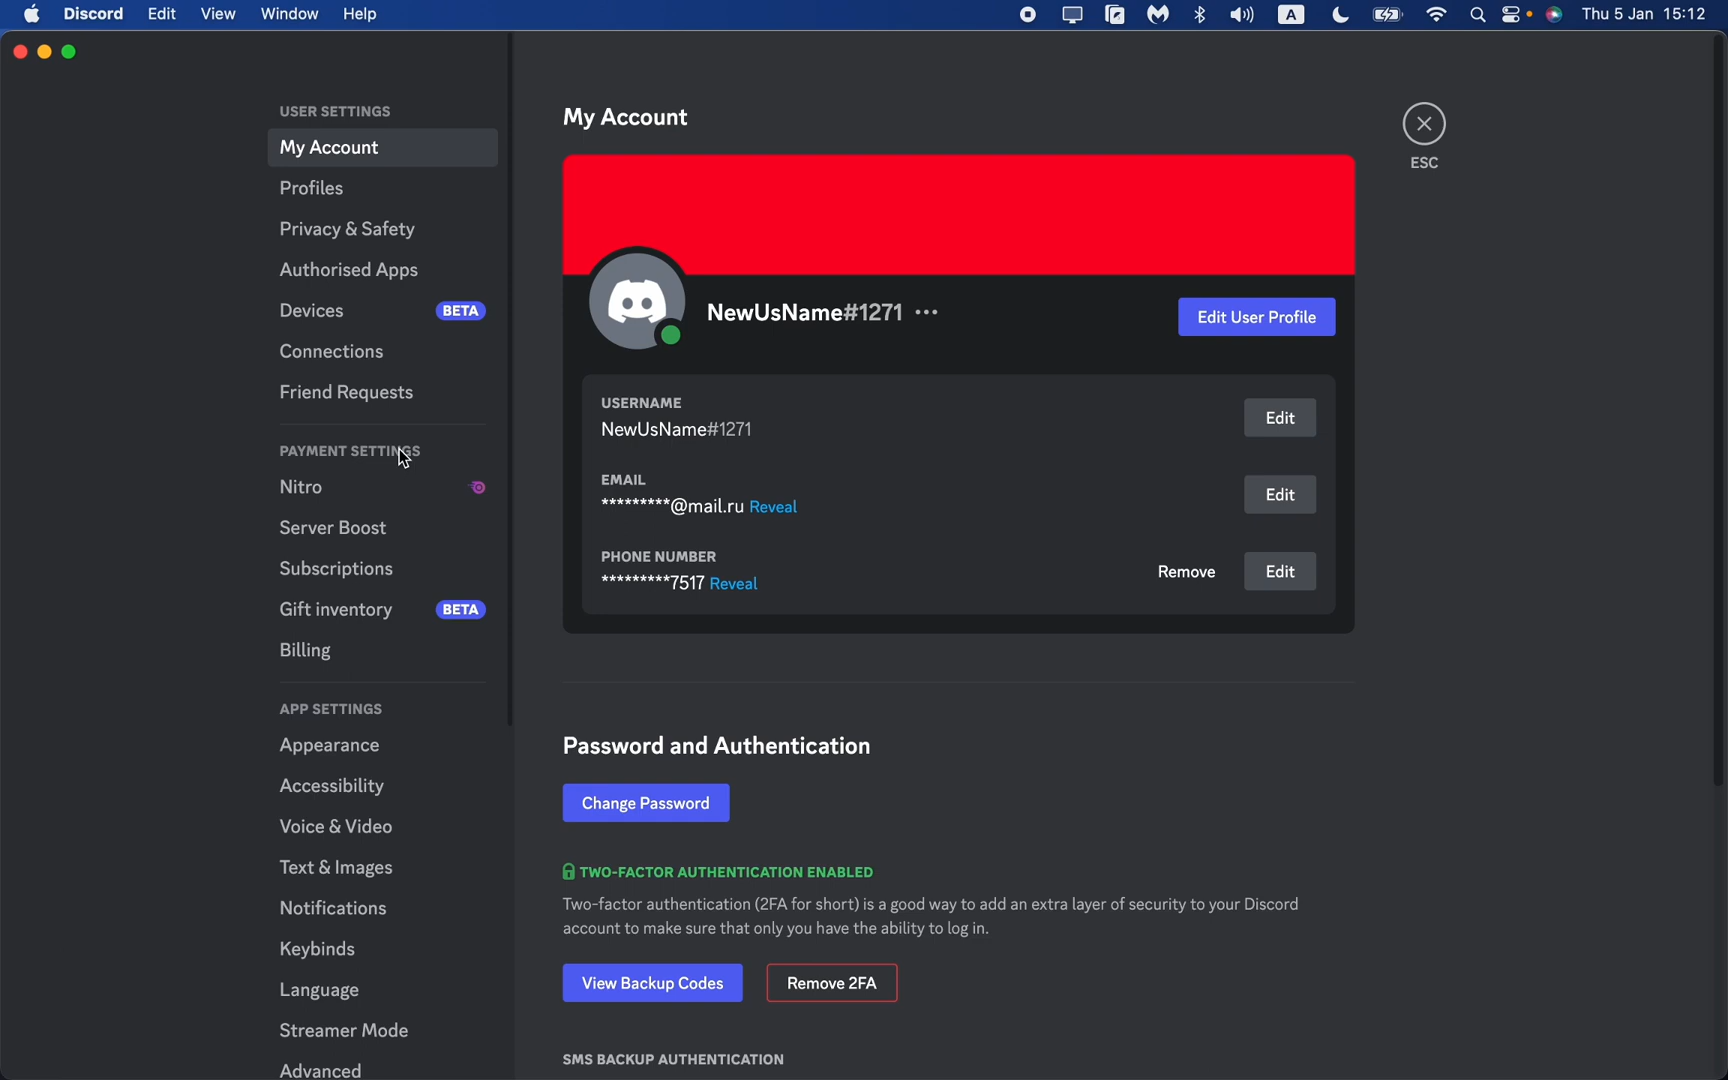 Discord Edit View Window Help A Thu 5 Jan 15:12
USER SETTINGS
My Account
Profiles
Privacy & Safety
Authorised Apps
Devices BETA
Connections
Friend Requests
PAYMENT SETTINGS
Nitro
Server Boost
Subscriptions
Gift inventory BETA
Billing
APP SETTINGS
Appearance
Accessibility
Voice & Video
Text & Images
Notifications
Keybinds
Language
Streamer Mode
Advanced
My Account
ESC
NewUsName#1271 ···
Edit User Profile
USERNAME
NewUsName#1271
Edit
EMAIL
*********@mail.ru Reveal
Edit
PHONE NUMBER
*********7517 Reveal
Remove Edit
Password and Authentication
Change Password
TWO-FACTOR AUTHENTICATION ENABLED
Two-factor authentication (2FA for short) is a good way to add an extra layer of security to your Discord
account to make sure that only you have the ability to log in.
View Backup Codes Remove 2FA
SMS BACKUP AUTHENTICATION